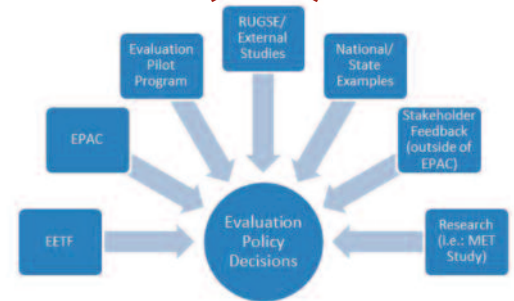 RUGSE/
External
Studies
Evaluation
Pilot
Program
National/
State
Examples
EPAC
Stakeholder
Feedback
(outside of
EPAC)
EETF
Evaluation
Policy
Decisions
Research
(i.e.: MET
Study)